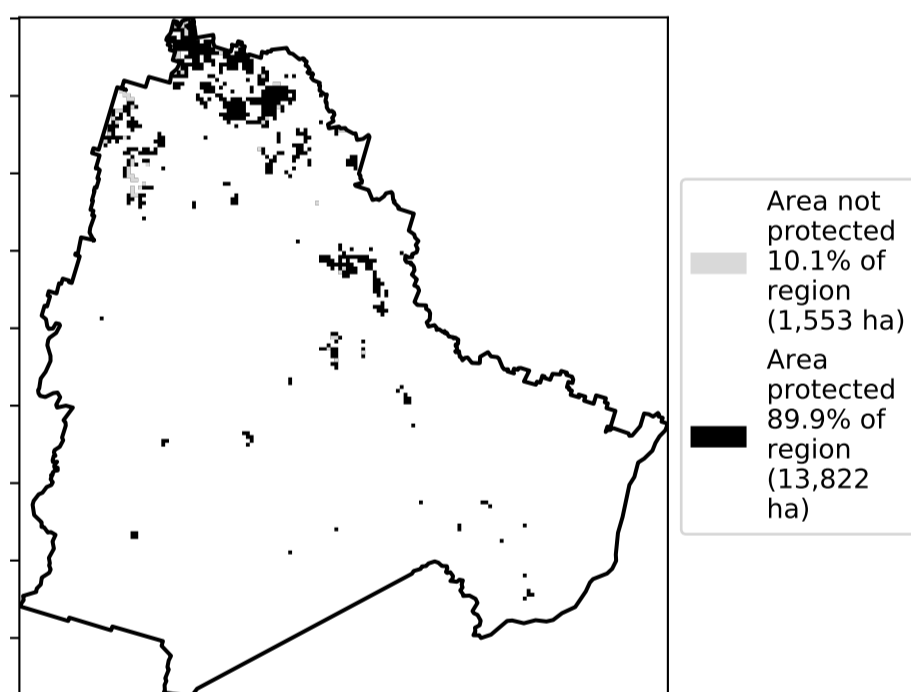 Area not
protected
10.1% of
region
(1,553 ha)
Area
protected
89.9% of
region
(13,822
ha)